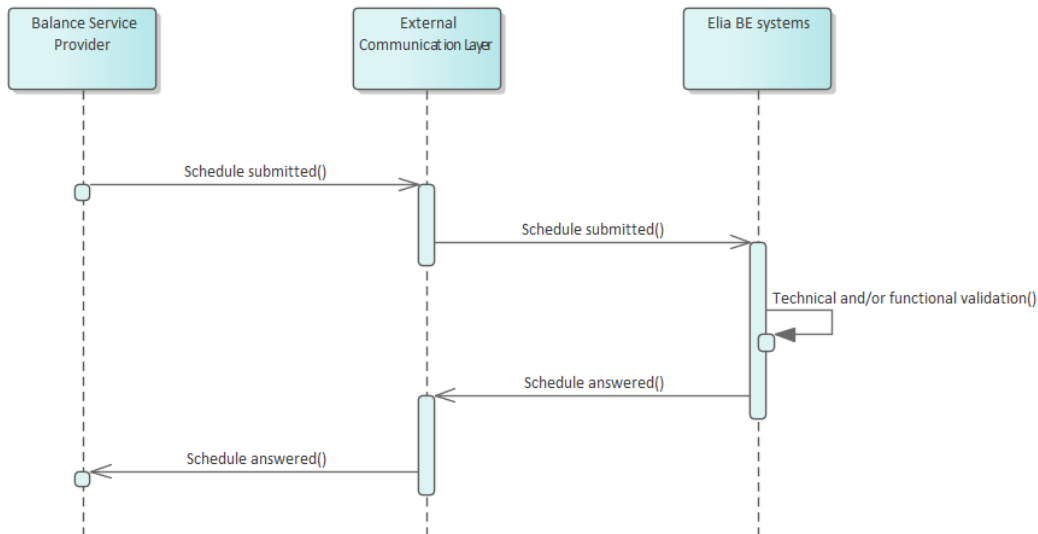 Balance Service
Provider
External
Communication Layer
Elia BE systems
Schedule submitted()
Schedule submitted()
Technical and/or functional validation()
Schedule answered()
Schedule answered()